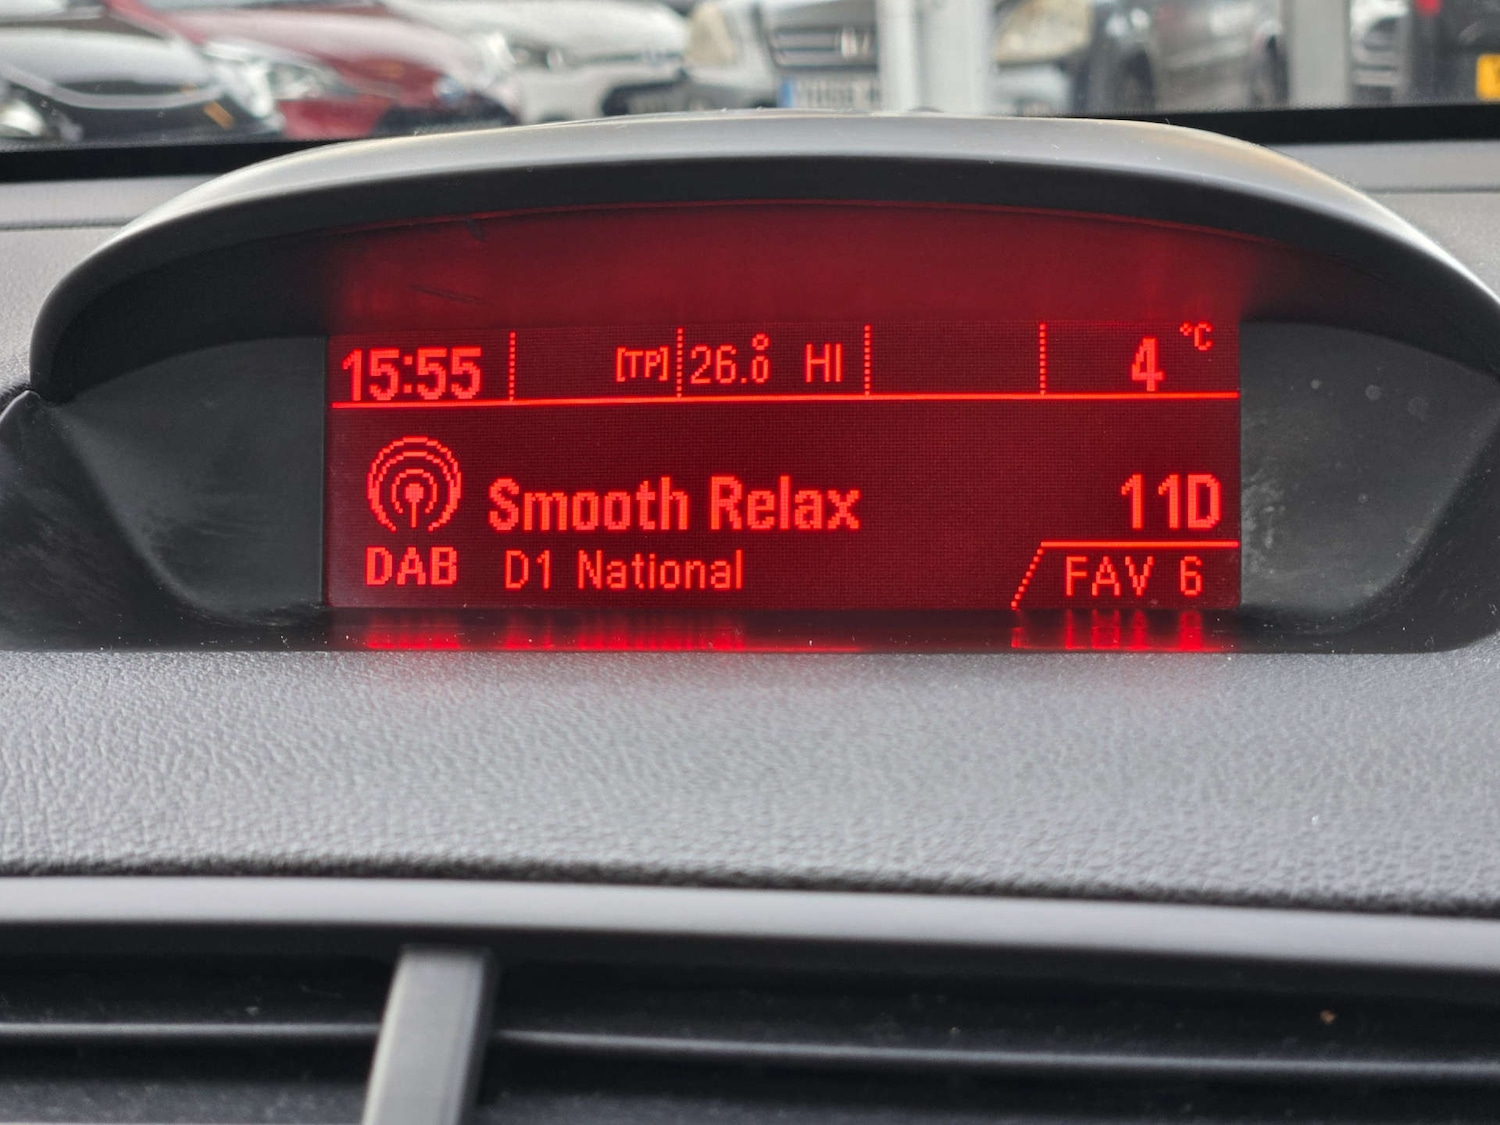 15:55 [TP] 26.0° HI 4 °C
Smooth Relax 11D
DAB D1 National FAV 6